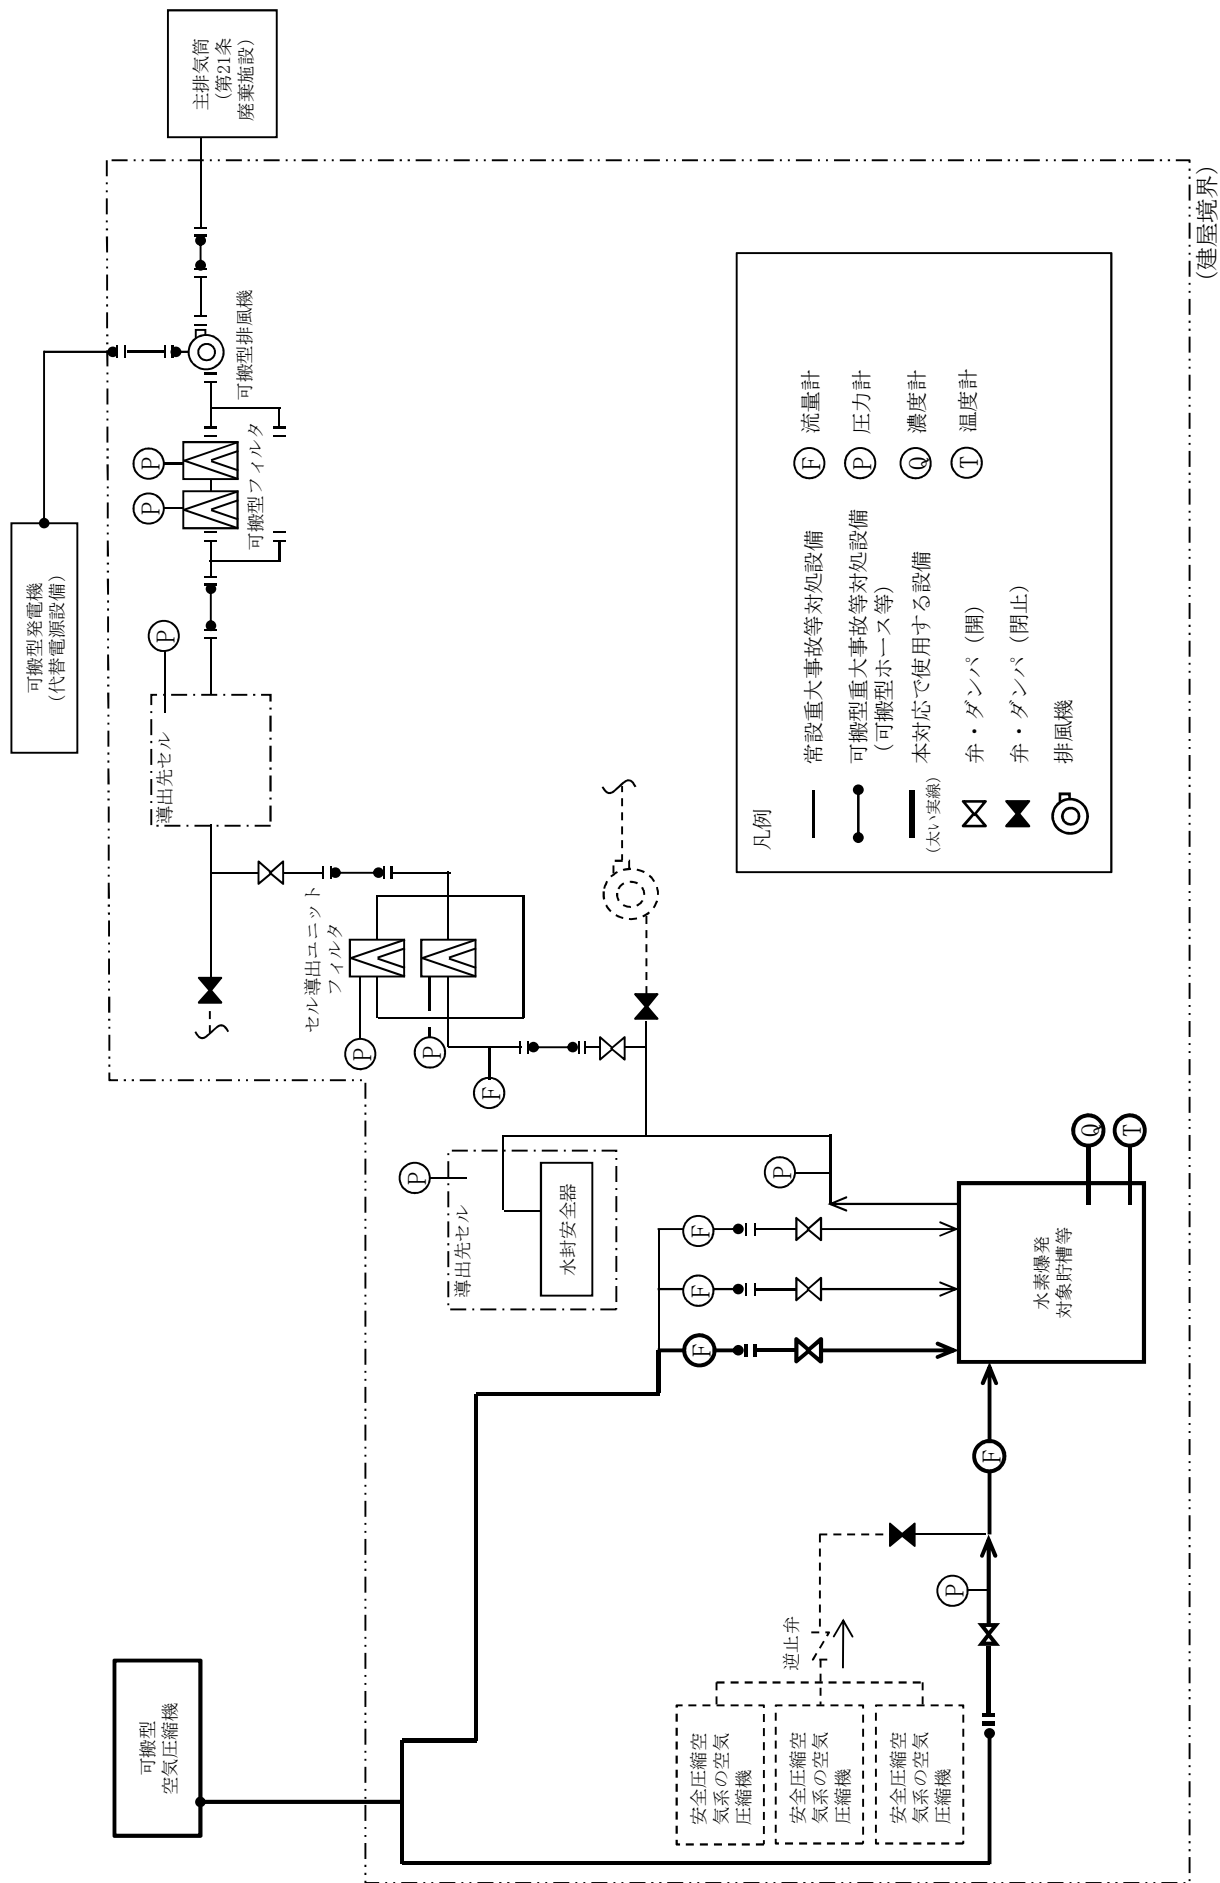 主排気筒
(第21条
廃棄施設)
(建屋境界)
可搬型排風機
可搬型発電機
(代替電源設備)
P
P
可搬型フィルタ
P
導出先セル
セル導出ユニット
フィルタ
P
P
F
P
導出先セル
水封安全器
P
F
F
F
Q
T
水素爆発
対象貯槽等
F
P
逆止弁
可搬型
空気圧縮機
安全圧縮空
気系の空気
圧縮機
安全圧縮空
気系の空気
圧縮機
安全圧縮空
気系の空気
圧縮機
凡例
常設重大事故等対処設備
可搬型重大事故等対処設備
(可搬型ホース等)
(太い実線)
本対応で使用する設備
弁・ダンパ (開)
弁・ダンパ (閉止)
排風機
F 流量計
P 圧力計
Q 濃度計
T 温度計